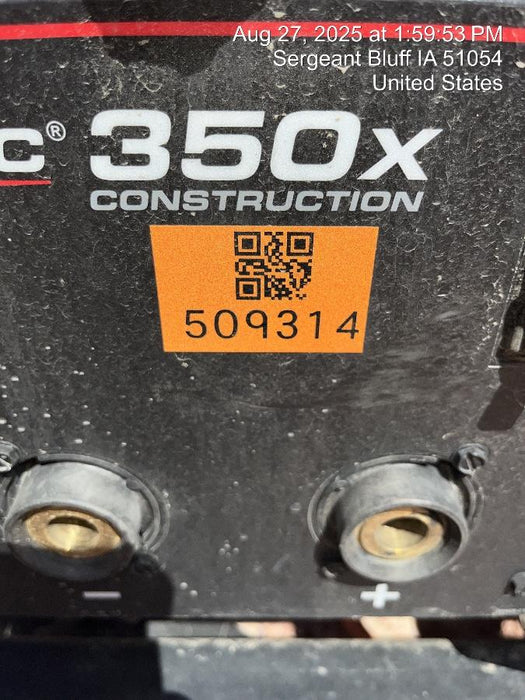 Aug 27, 2025 at 1:59:53 PM
Sergeant Bluff IA 51054
United States
C® 350X
CONSTRUCTION
509314
- +